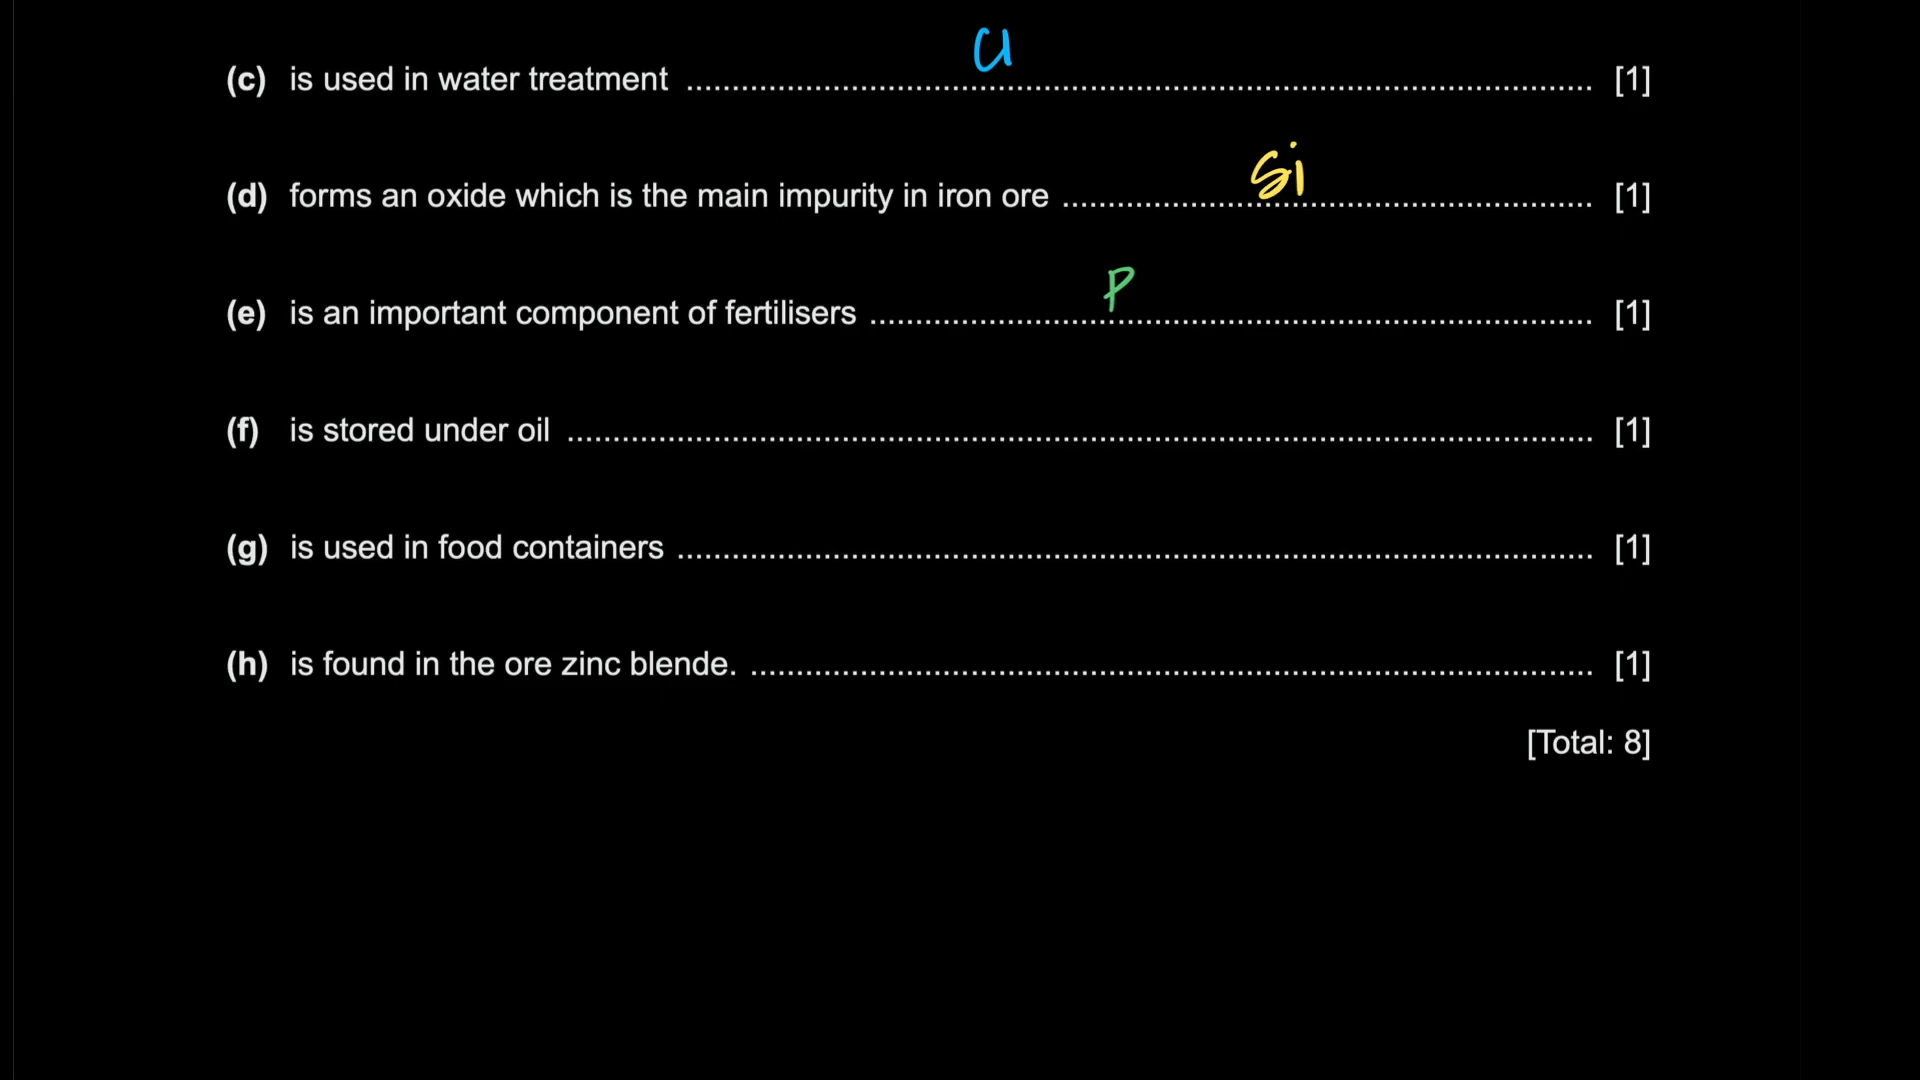 Cl
(c) is used in water treatment .......................................................................................... [1]
Si
(d) forms an oxide which is the main impurity in iron ore .................................................... [1]
P
(e) is an important component of fertilisers ....................................................................... [1]
(f) is stored under oil ..................................................................................................... [1]
(g) is used in food containers .......................................................................................... [1]
(h) is found in the ore zinc blende. ................................................................................... [1]
[Total: 8]